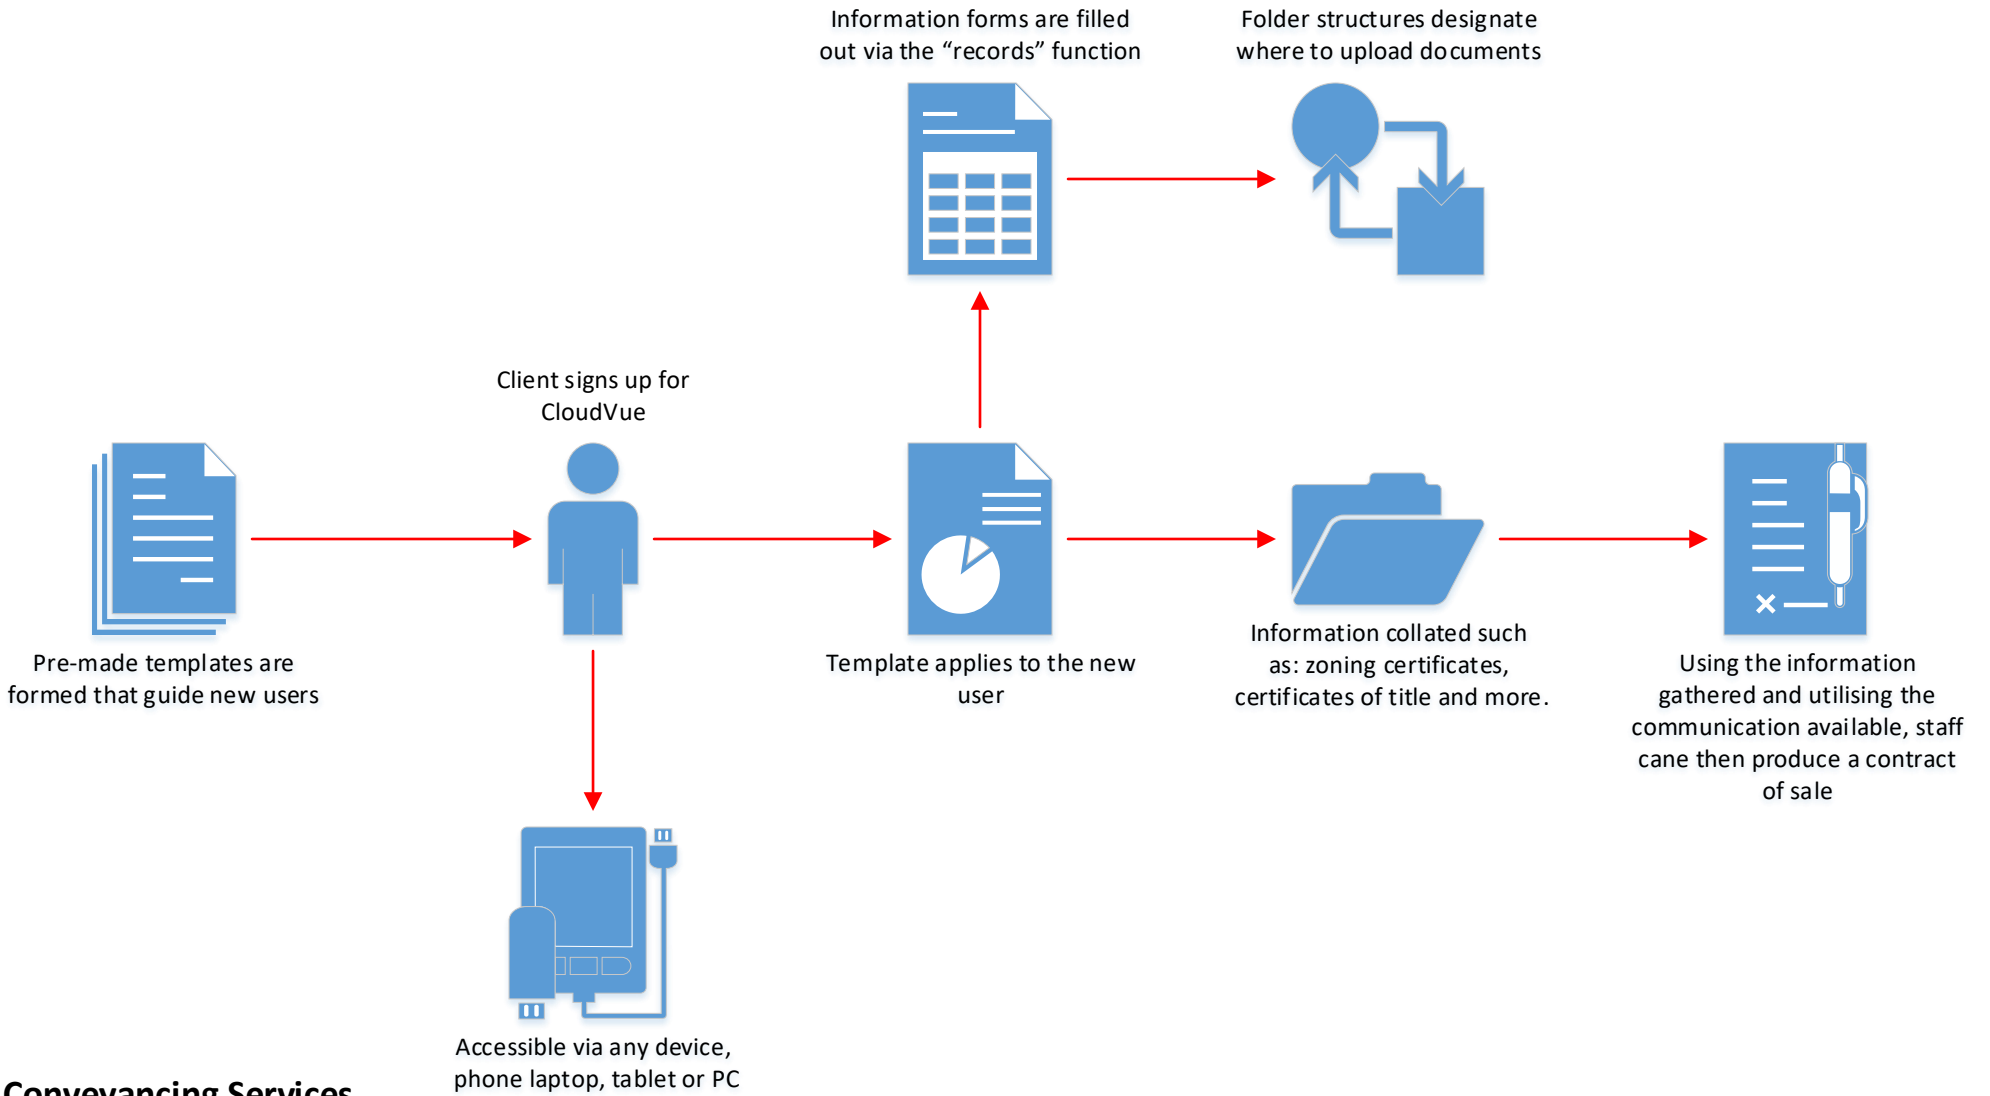 Information forms are filled
out via the “records” function
Folder structures designate
where to upload documents
Client signs up for
CloudVue
Pre-made templates are
formed that guide new users
Template applies to the new
user
Information collated such
as: zoning certificates,
certificates of title and more.
Using the information
gathered and utilising the
communication available, staff
cane then produce a contract
of sale
Accessible via any device,
phone laptop, tablet or PC
Conveyancing Services